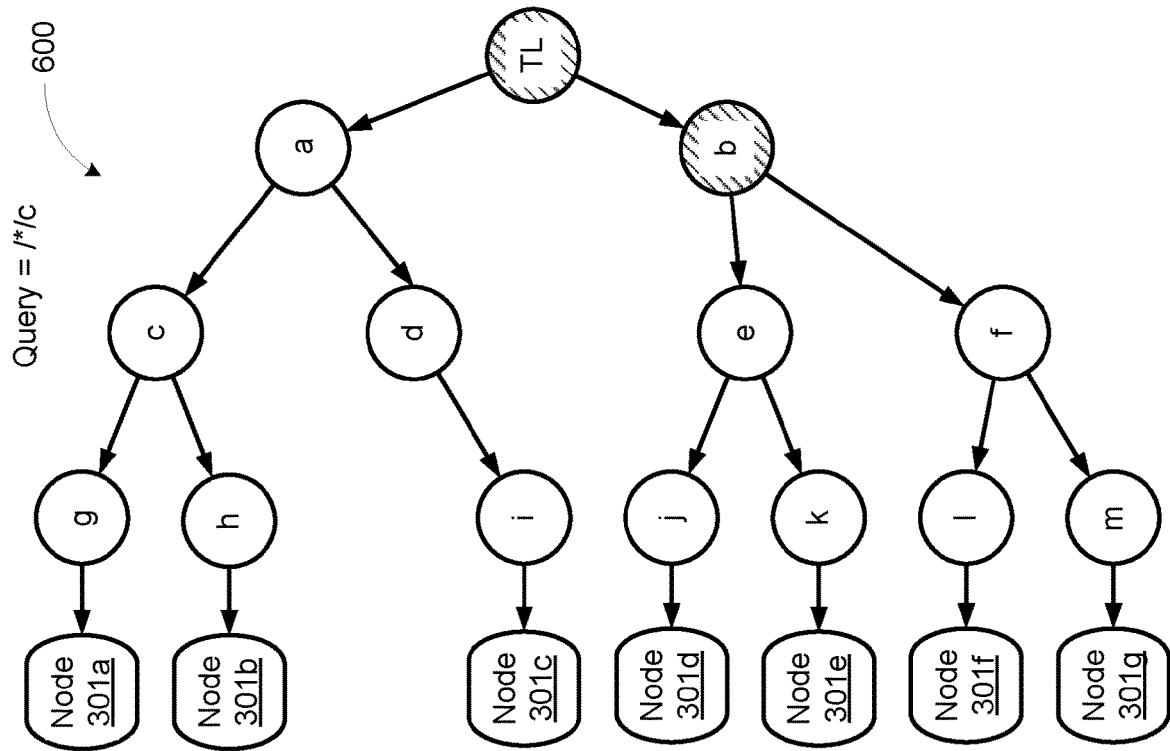 600
Query = /*/c
TL
a
b
c
d
e
f
g
h
i
j
k
l
m
Node
301a
Node
301b
Node
301c
Node
301d
Node
301e
Node
301f
Node
301g